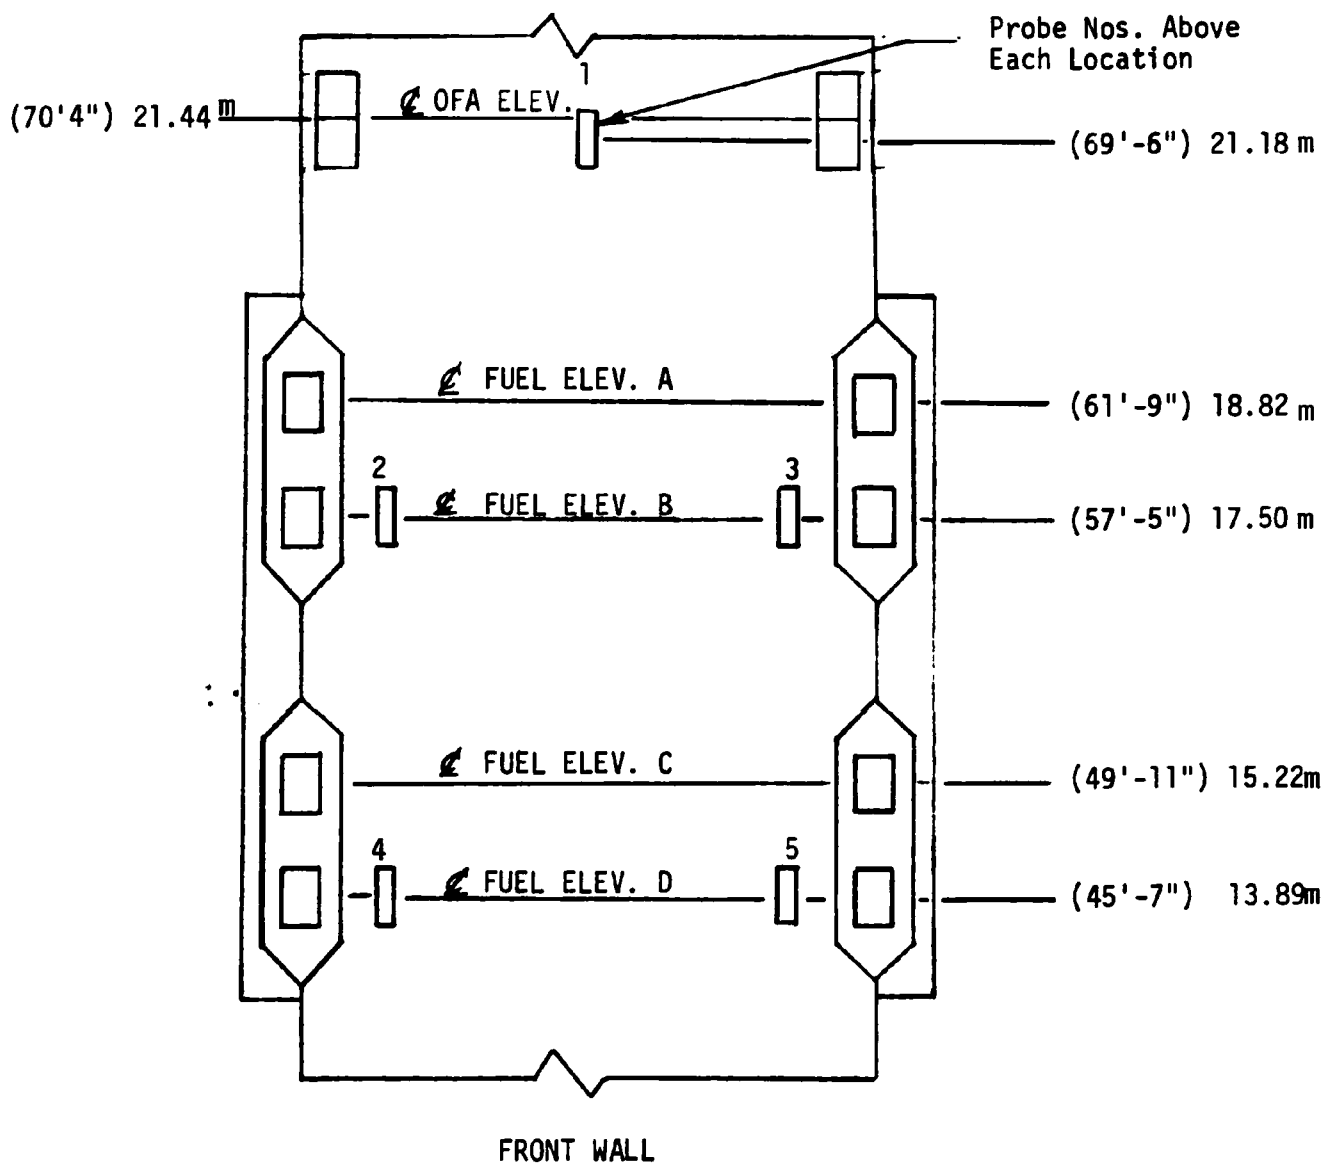 Probe Nos. Above
Each Location
1
(70'4") 21.44 m
℄ OFA ELEV.
(69'-6") 21.18 m
℄ FUEL ELEV. A
(61'-9") 18.82 m
2
3
℄ FUEL ELEV. B
(57'-5") 17.50 m
℄ FUEL ELEV. C
(49'-11") 15.22m
4
5
℄ FUEL ELEV. D
(45'-7") 13.89m
FRONT WALL